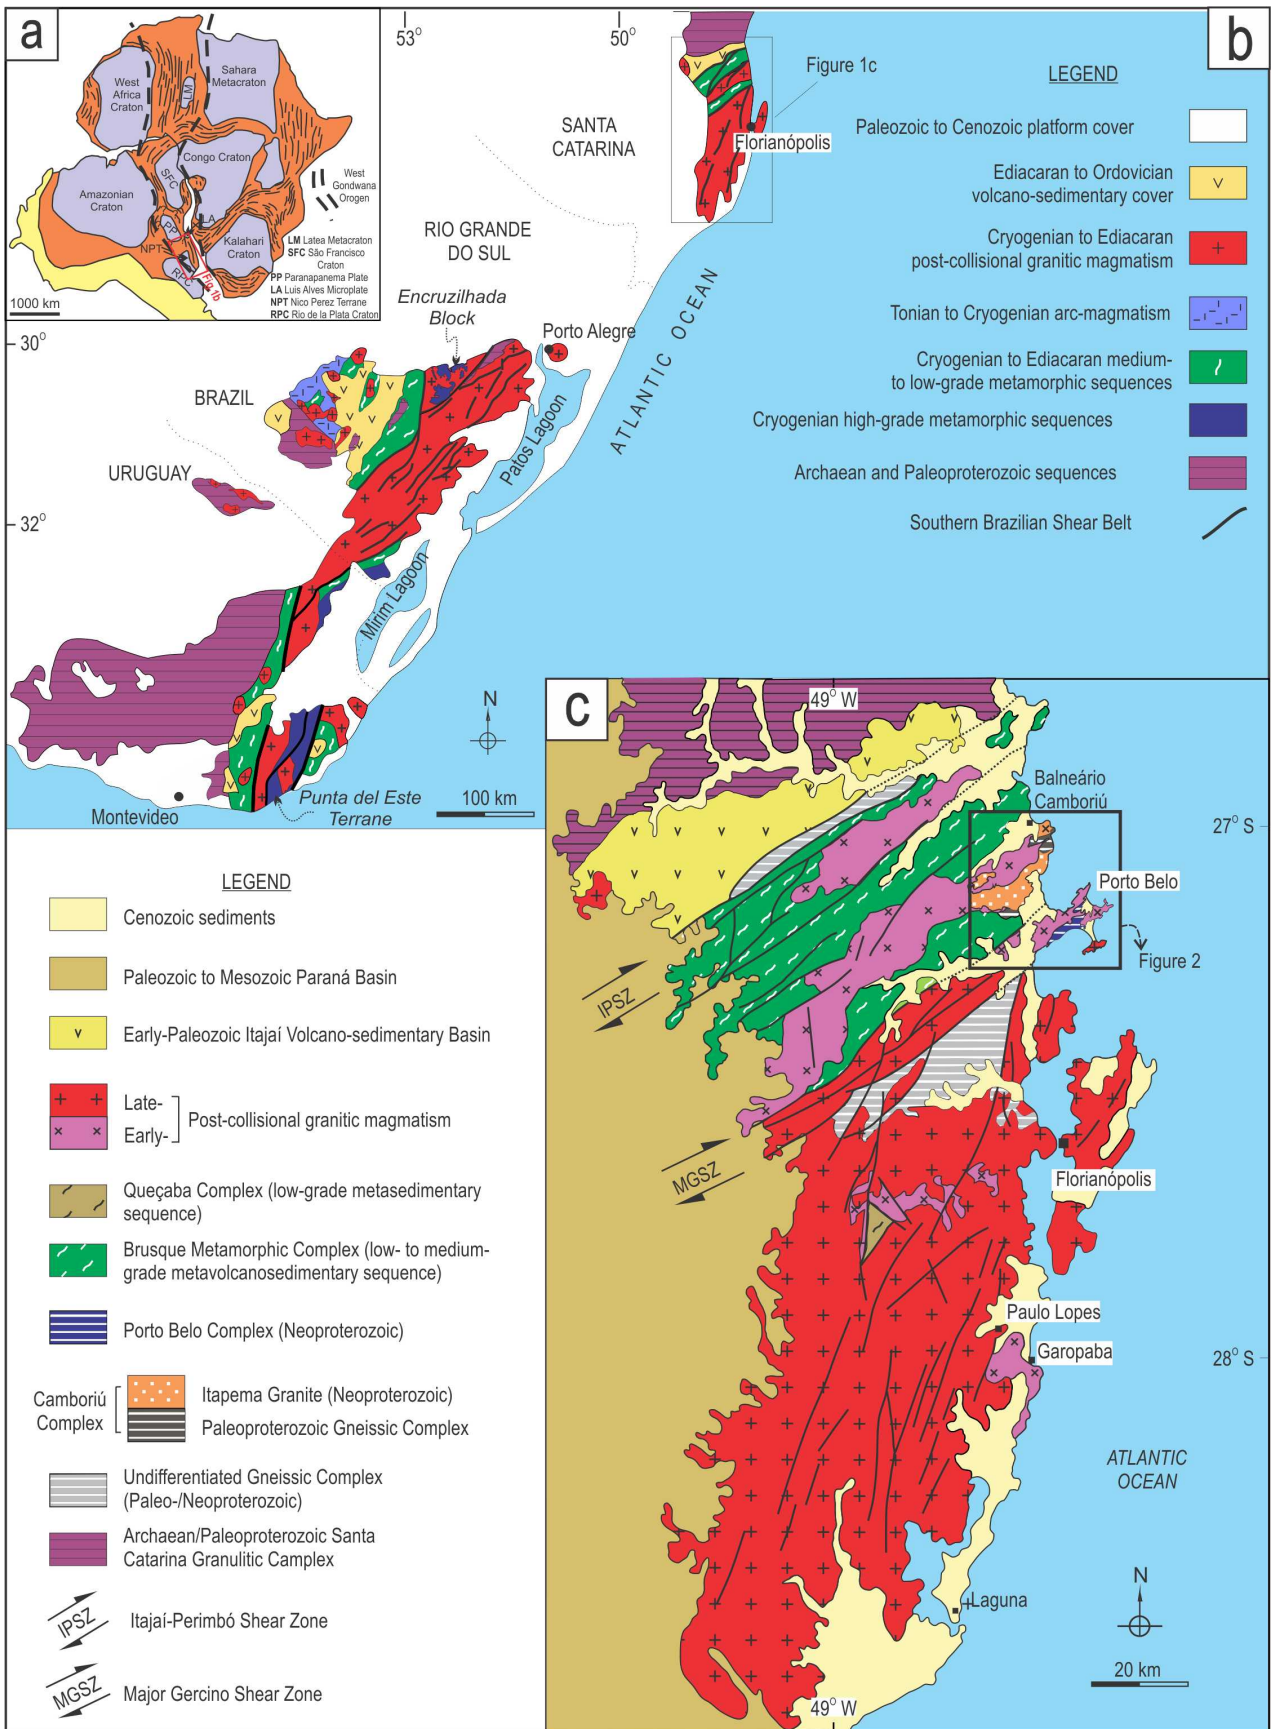 a
West
Africa
Craton
Sahara
Metacraton
LM
Congo Craton
SFC
Amazonian
Craton
LA
PP
NPT
Kalahari
Craton
RPC
Fig.1b
West
Gondwana
Orogen
LM Latea Metacraton
SFC São Francisco
Craton
PP Paranapanema Plate
LA Luis Alves Microplate
NPT Nico Perez Terrane
RPC Rio de la Plata Craton
1000 km
b
53°
50°
30°
32°
Figure 1c
SANTA
CATARINA
Florianópolis
RIO GRANDE
DO SUL
Encruzilhada
Block
Porto Alegre
BRAZIL
URUGUAY
Patos Lagoon
Mirim Lagoon
ATLANTIC OCEAN
N
100 km
Punta del Este
Terrane
Montevideo
LEGEND
Paleozoic to Cenozoic platform cover
Ediacaran to Ordovician
volcano-sedimentary cover
Cryogenian to Ediacaran
post-collisional granitic magmatism
Tonian to Cryogenian arc-magmatism
Cryogenian to Ediacaran medium-
to low-grade metamorphic sequences
Cryogenian high-grade metamorphic sequences
Archaean and Paleoproterozoic sequences
Southern Brazilian Shear Belt
LEGEND
Cenozoic sediments
Paleozoic to Mesozoic Paraná Basin
Early-Paleozoic Itajaí Volcano-sedimentary Basin
Late-
Early-
Post-collisional granitic magmatism
Queçaba Complex (low-grade metasedimentary
sequence)
Brusque Metamorphic Complex (low- to medium-
grade metavolcanosedimentary sequence)
Porto Belo Complex (Neoproterozoic)
Camboriú
Complex
Itapema Granite (Neoproterozoic)
Paleoproterozoic Gneissic Complex
Undifferentiated Gneissic Complex
(Paleo-/Neoproterozoic)
Archaean/Paleoproterozoic Santa
Catarina Granulitic Camplex
IPSZ
Itajaí-Perimbó Shear Zone
MGSZ
Major Gercino Shear Zone
c
49° W
Balneário
Camboriú
27° S
Porto Belo
Figure 2
IPSZ
MGSZ
Florianópolis
Paulo Lopes
Garopaba
28° S
ATLANTIC
OCEAN
N
Laguna
20 km
49° W